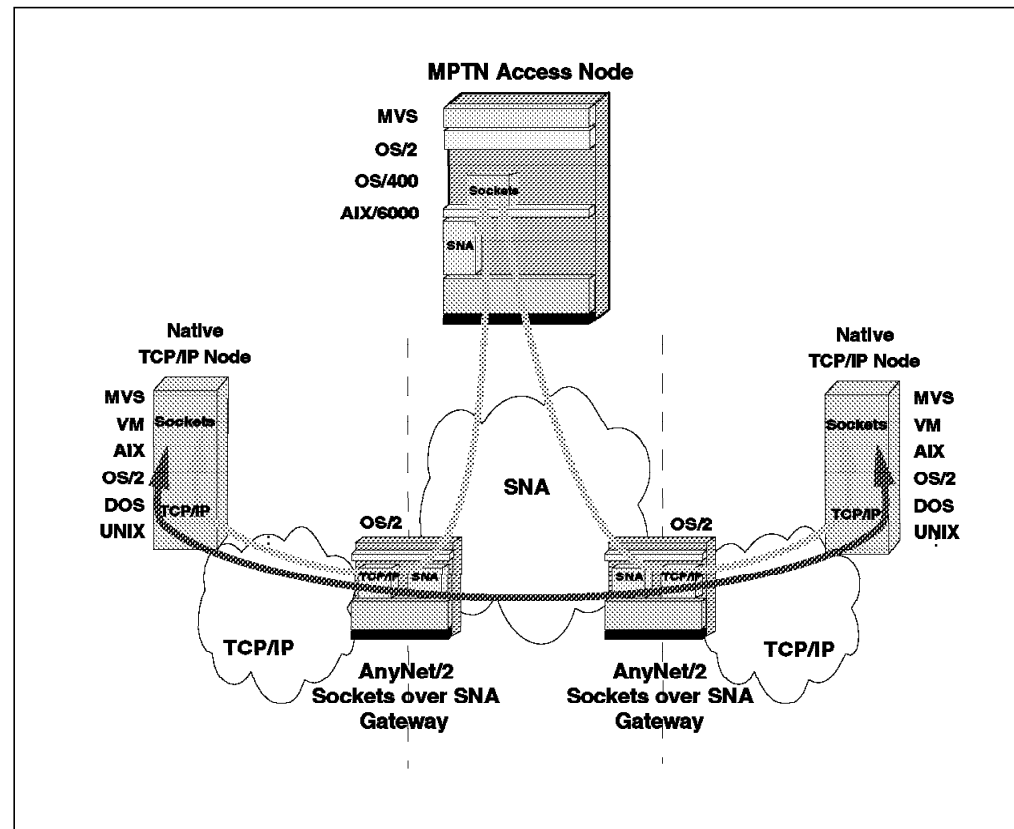 MPTN Access Node
MVS
OS/2
OS/400
AIX/6000
Sockets
SNA
Native
TCP/IP Node
MVS
VM
AIX
OS/2
DOS
UNIX
Sockets
TCP/IP
Native
TCP/IP Node
Sockets
TCP/IP
MVS
VM
AIX
OS/2
DOS
UNIX
SNA
OS/2
TCP/IP
SNA
OS/2
SNA
TCP/IP
TCP/IP
TCP/IP
AnyNet/2
Sockets over SNA
Gateway
AnyNet/2
Sockets over SNA
Gateway